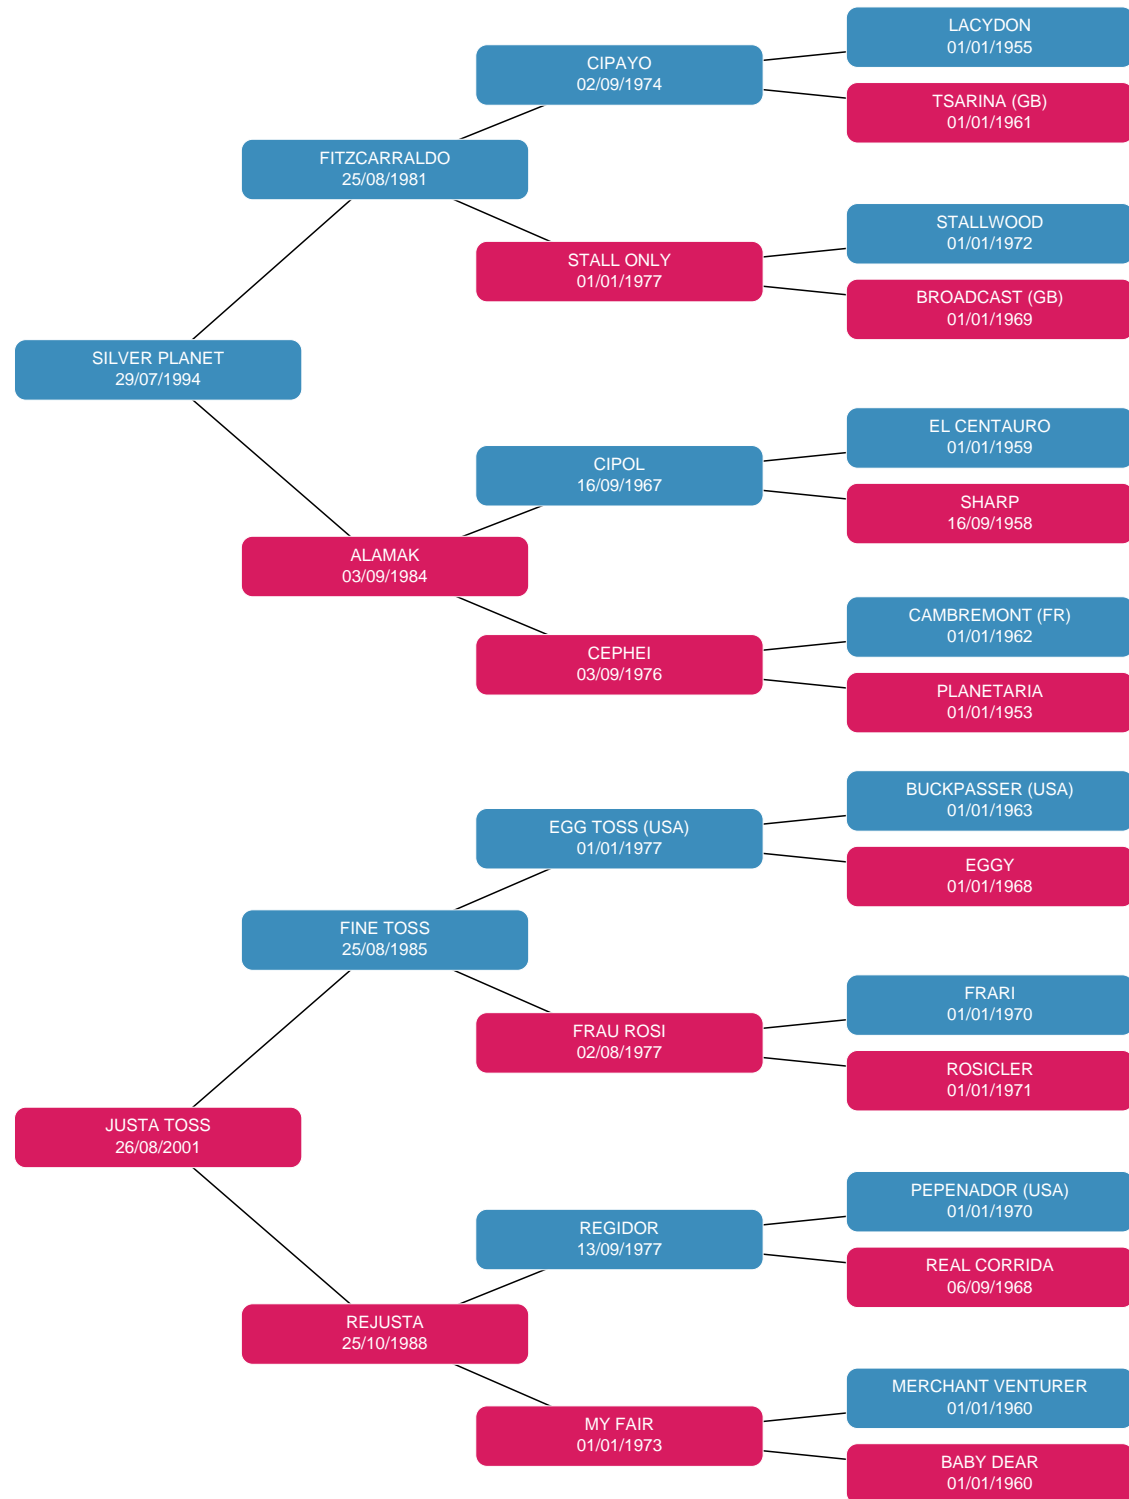 LACYDON
01/01/1955
CIPAYO
02/09/1974
TSARINA (GB)
01/01/1961
FITZCARRALDO
25/08/1981
STALLWOOD
01/01/1972
STALL ONLY
01/01/1977
BROADCAST (GB)
01/01/1969
SILVER PLANET
29/07/1994
EL CENTAURO
01/01/1959
CIPOL
16/09/1967
SHARP
16/09/1958
ALAMAK
03/09/1984
CAMBREMONT (FR)
01/01/1962
CEPHEI
03/09/1976
PLANETARIA
01/01/1953
BUCKPASSER (USA)
01/01/1963
EGG TOSS (USA)
01/01/1977
EGGY
01/01/1968
FINE TOSS
25/08/1985
FRARI
01/01/1970
FRAU ROSI
02/08/1977
ROSICLER
01/01/1971
JUSTA TOSS
26/08/2001
PEPENADOR (USA)
01/01/1970
REGIDOR
13/09/1977
REAL CORRIDA
06/09/1968
REJUSTA
25/10/1988
MERCHANT VENTURER
01/01/1960
MY FAIR
01/01/1973
BABY DEAR
01/01/1960